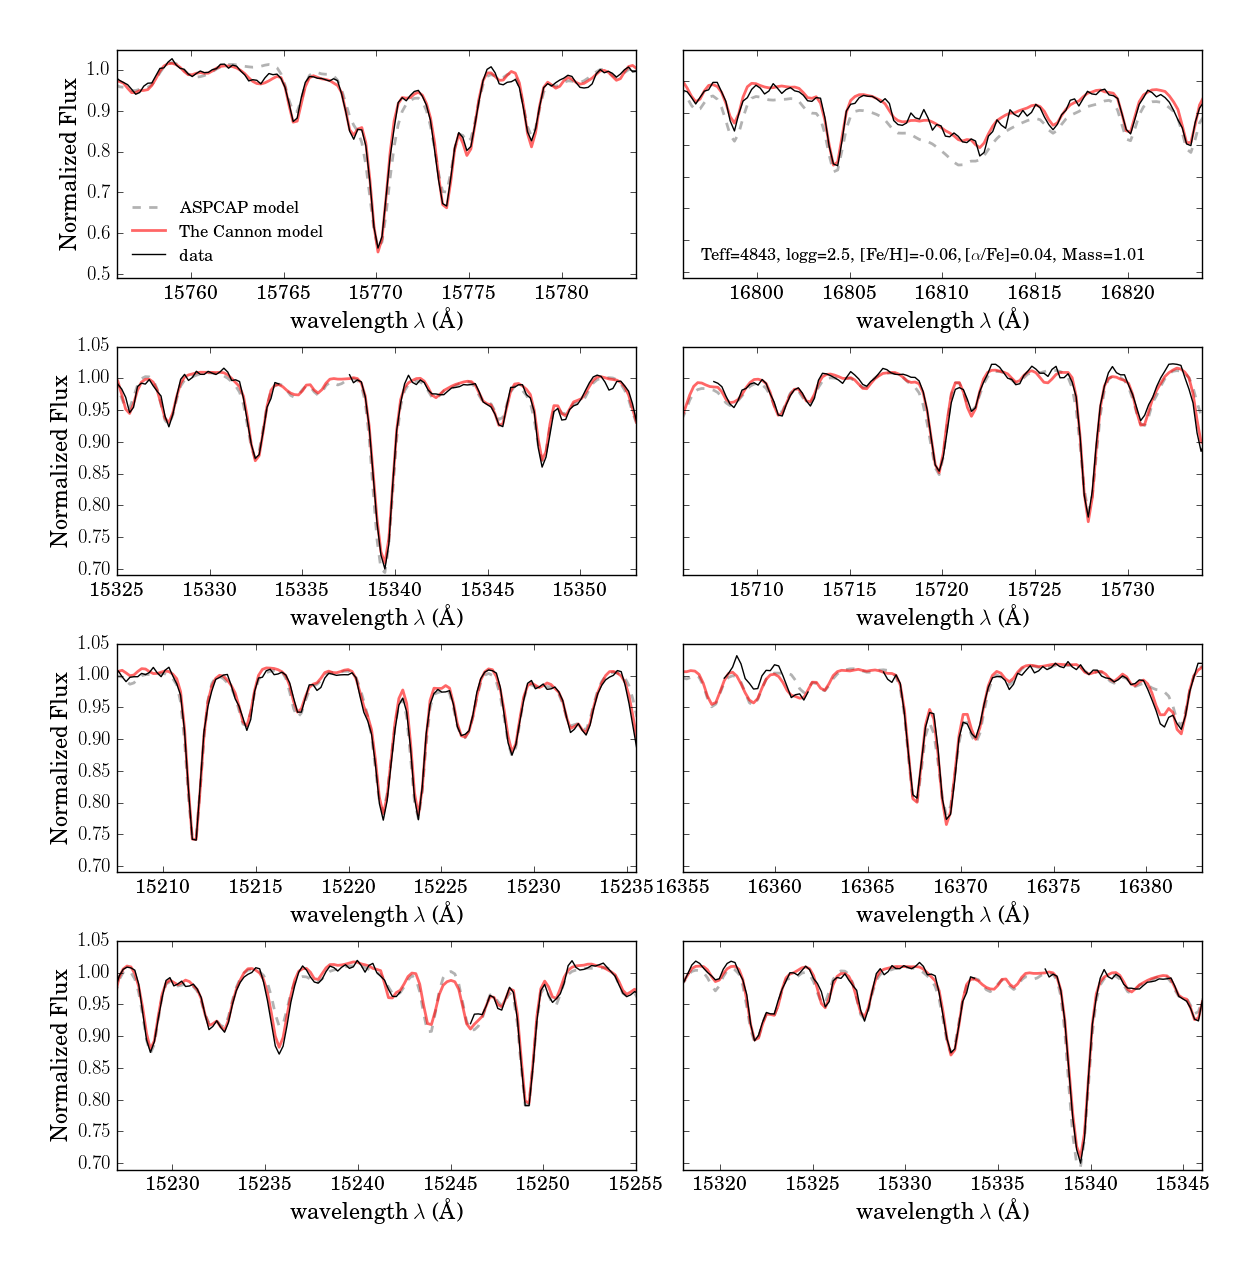 1.0
0.9
0.8
0.7
0.6
0.5
Normalized Flux
ASPCAP model
The Cannon model
data
15760 15765 15770 15775 15780
wavelength λ (Å)
Teff=4843, logg=2.5, [Fe/H]=-0.06, [α/Fe]=0.04, Mass=1.01
16800 16805 16810 16815 16820
wavelength λ (Å)
1.05
1.00
0.95
0.90
0.85
0.80
0.75
0.70
Normalized Flux
15325 15330 15335 15340 15345 15350
wavelength λ (Å)
15710 15715 15720 15725 15730
wavelength λ (Å)
1.05
1.00
0.95
0.90
0.85
0.80
0.75
0.70
Normalized Flux
15210 15215 15220 15225 15230 15235
wavelength λ (Å)
16355 16360 16365 16370 16375 16380
wavelength λ (Å)
1.05
1.00
0.95
0.90
0.85
0.80
0.75
0.70
Normalized Flux
15230 15235 15240 15245 15250 15255
wavelength λ (Å)
15320 15325 15330 15335 15340 15345
wavelength λ (Å)